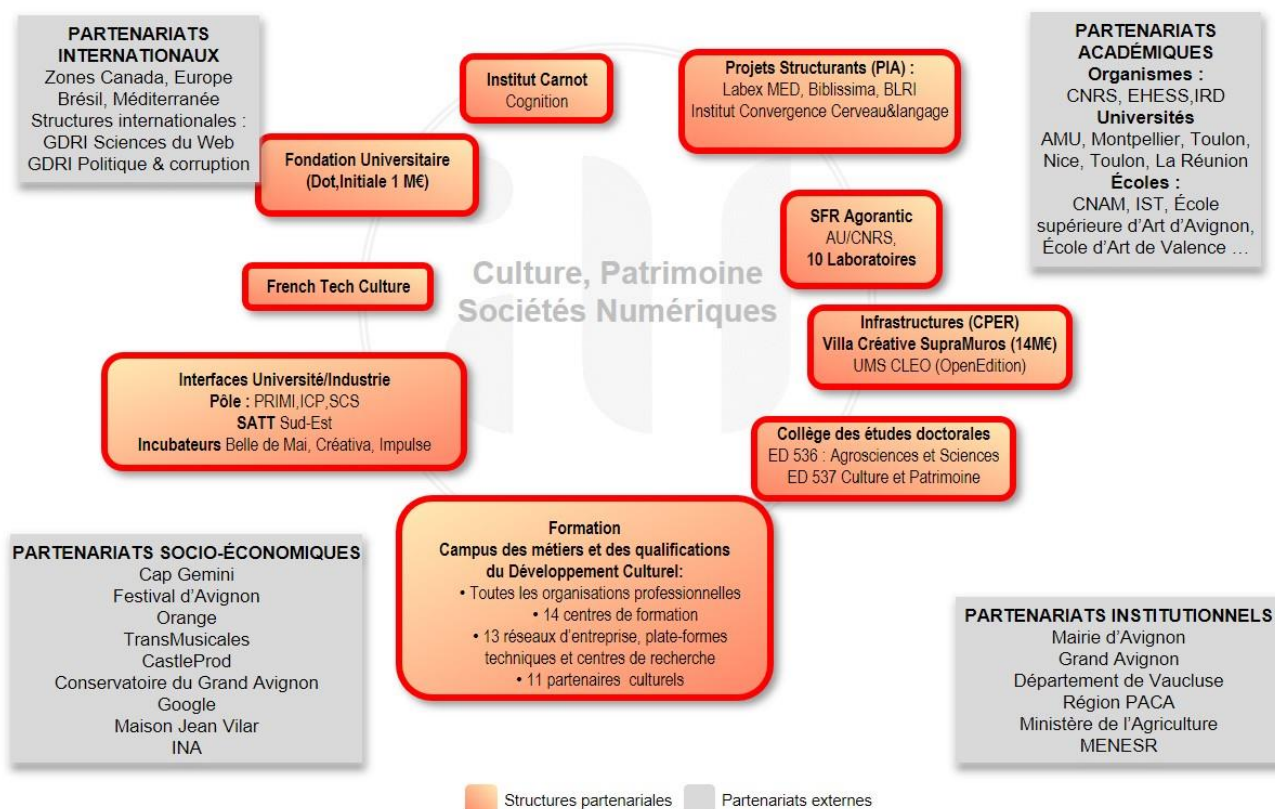 PARTENARIATS
INTERNATIONAUX
Zones Canada, Europe
Brésil, Méditerranée
Structures internationales :
GDRI Sciences du Web
GDRI Politique & corruption
Institut Carnot
Cognition
Projets Structurants (PIA) :
Labex MED, Biblissima, BLRI
Institut Convergence Cerveau&langage
PARTENARIATS
ACADÉMIQUES
Organismes :
CNRS, EHESS,IRD
Universités
AMU, Montpellier, Toulon,
Nice, Toulon, La Réunion
Écoles :
CNAM, IST, École
supérieure d'Art d'Avignon,
École d'Art de Valence ...
Fondation Universitaire
(Dot,Initiale 1 M€)
SFR Agorantic
AU/CNRS,
10 Laboratoires
French Tech Culture
Culture, Patrimoine
Sociétés Numériques
Infrastructures (CPER)
Villa Créative SupraMuros (14M€)
UMS CLEO (OpenEdition)
Interfaces Université/Industrie
Pôle : PRIMI,ICP,SCS
SATT Sud-Est
Incubateurs Belle de Mai, Créativa, Impulse
Collège des études doctorales
ED 536 : Agrosciences et Sciences
ED 537 Culture et Patrimoine
Formation
Campus des métiers et des qualifications
du Développement Culturel:
• Toutes les organisations professionnelles
• 14 centres de formation
• 13 réseaux d'entreprise, plate-formes
techniques et centres de recherche
• 11 partenaires culturels
PARTENARIATS SOCIO-ÉCONOMIQUES
Cap Gemini
Festival d'Avignon
Orange
TransMusicales
CastleProd
Conservatoire du Grand Avignon
Google
Maison Jean Vilar
INA
PARTENARIATS INSTITUTIONNELS
Mairie d'Avignon
Grand Avignon
Département de Vaucluse
Région PACA
Ministère de l'Agriculture
MENESR
Structures partenariales
Partenariats externes